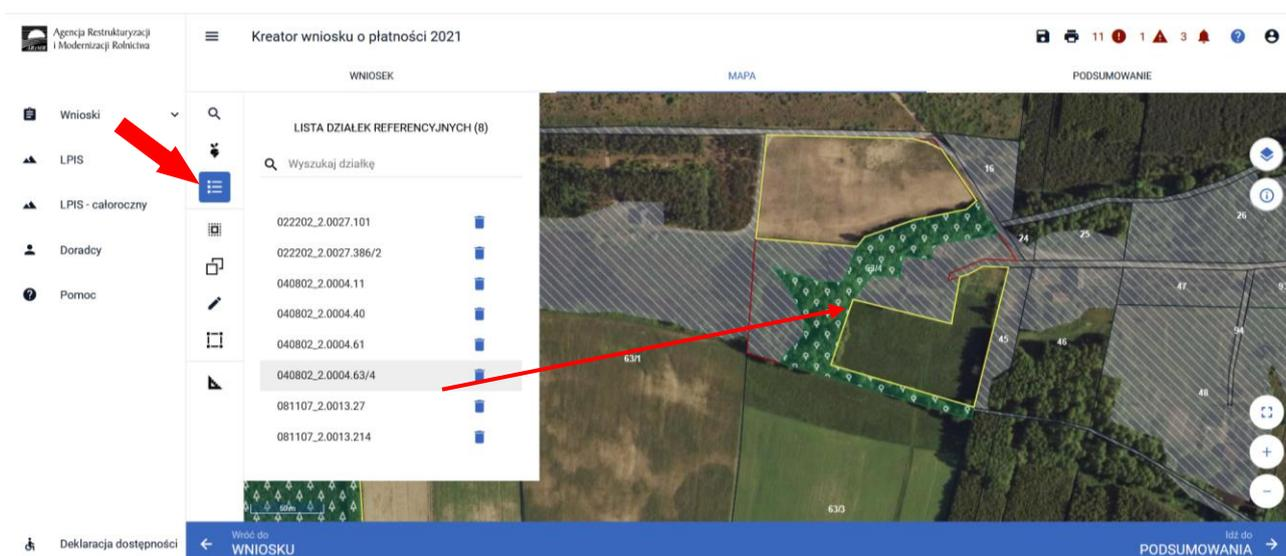 Agencja Restrukturyzacji
i Modernizacji Rolnictwa
Kreator wniosku o płatności 2021
11 1 3
WNIOSEK
MAPA
PODSUMOWANIE
Wnioski
LPIS
LPIS - całoroczny
Doradcy
Pomoc
Deklaracja dostępności
LISTA DZIAŁEK REFERENCYJNYCH (8)
Wyszukaj działkę
022202_2.0027.101
022202_2.0027.386/2
040802_2.0004.11
040802_2.0004.40
040802_2.0004.61
040802_2.0004.63/4
081107_2.0013.27
081107_2.0013.214
16
26
24
25
63/4
47
9
94
45
46
63/1
48
63/3
50 m
Wróć do
WNIOSKU
Idź do
PODSUMOWANIA